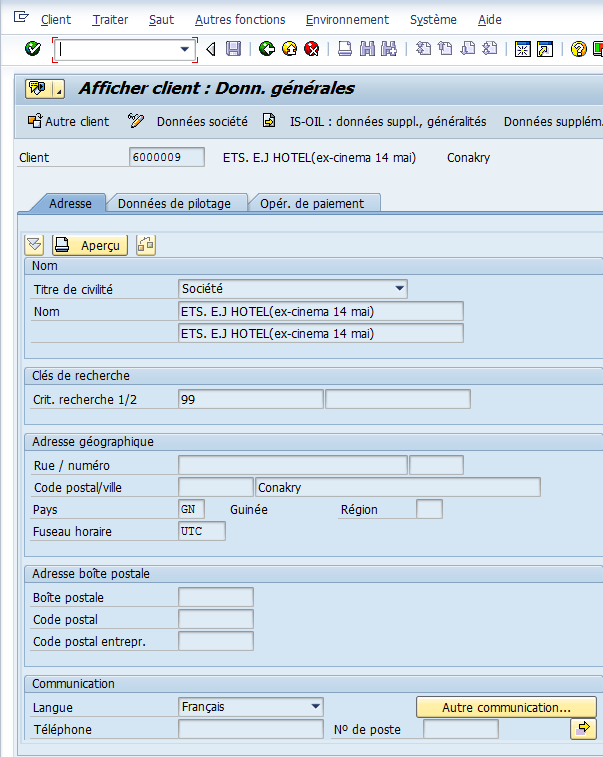 Client Traiter Saut Autres fonctions Environnement Système Aide
Afficher client : Donn. générales
Autre client Données société IS-OIL : données suppl., généralités Données supplém.
Client 6000009 ETS. E.J HOTEL(ex-cinema 14 mai) Conakry
Adresse Données de pilotage Opér. de paiement
Aperçu
Nom
Titre de civilité Société
Nom ETS. E.J HOTEL(ex-cinema 14 mai)
ETS. E.J HOTEL(ex-cinema 14 mai)
Clés de recherche
Crit. recherche 1/2 99
Adresse géographique
Rue / numéro
Code postal/ville Conakry
Pays GN Guinée Région
Fuseau horaire UTC
Adresse boîte postale
Boîte postale
Code postal
Code postal entrepr.
Communication
Langue Français Autre communication...
Téléphone Nº de poste